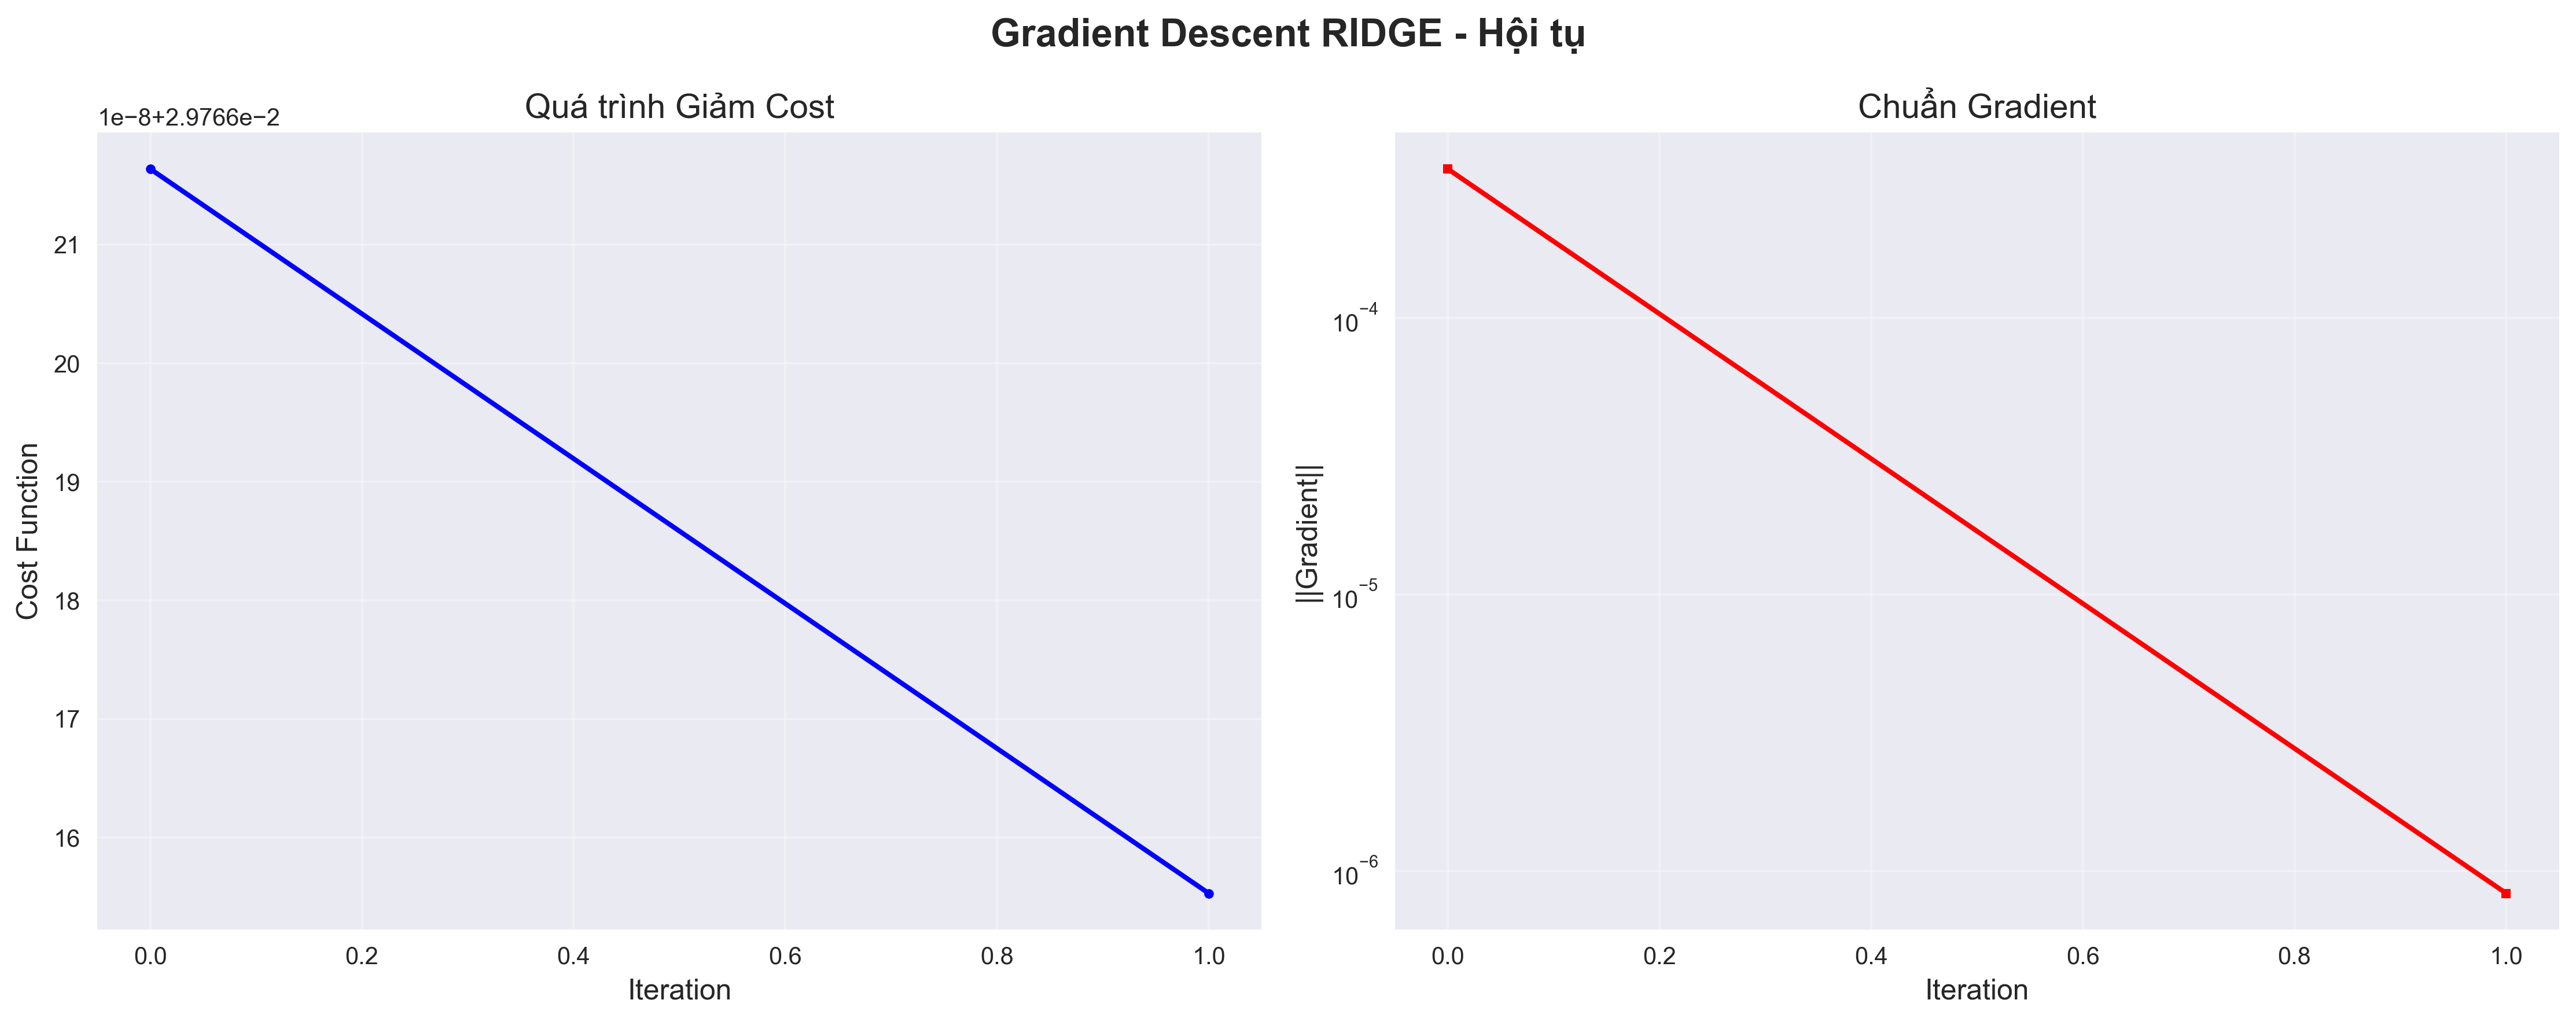 Gradient Descent RIDGE - Hội tụ
Quá trình Giảm Cost
1e−8+2.9766e−2
21
20
19
18
17
16
Cost Function
0.0 0.2 0.4 0.6 0.8 1.0
Iteration
Chuẩn Gradient
10⁻⁴
10⁻⁵
10⁻⁶
||Gradient||
0.0 0.2 0.4 0.6 0.8 1.0
Iteration